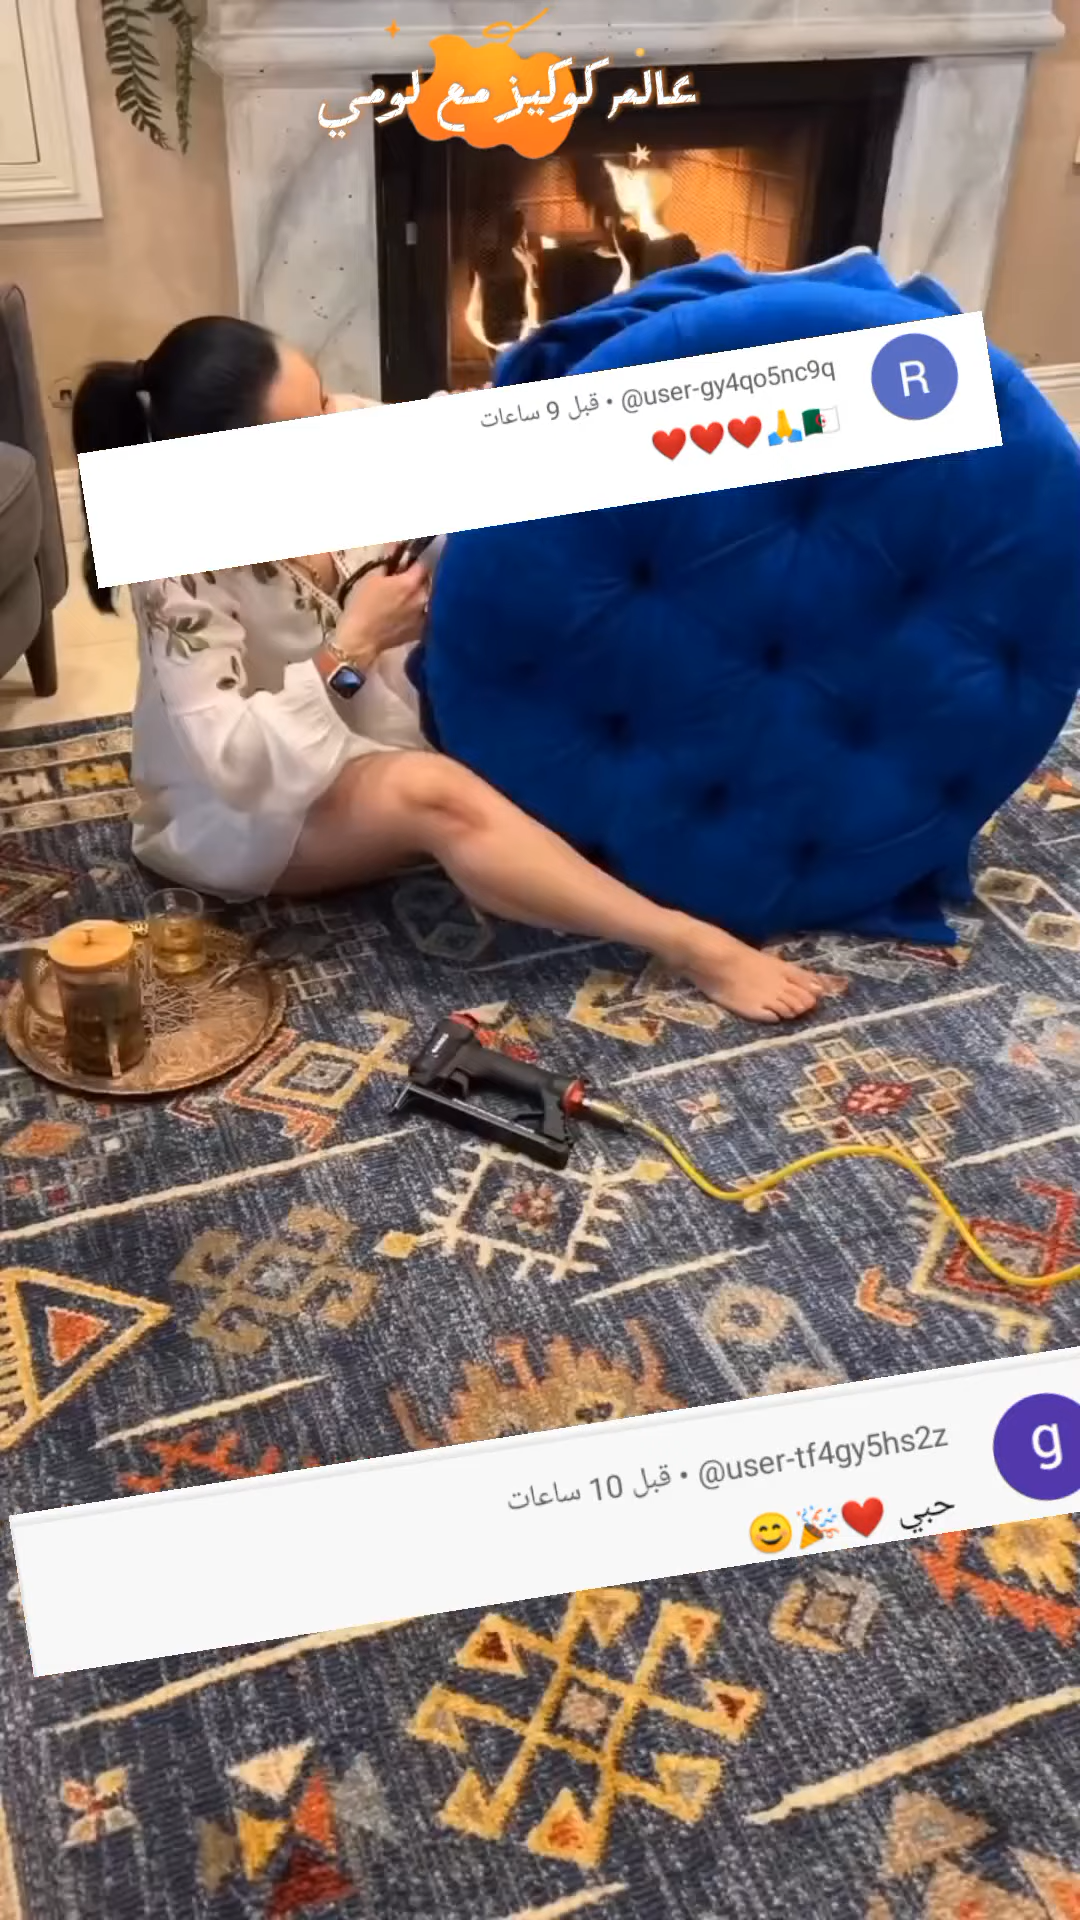 عالم كوكيز مع لومي
@user-gy4qo5nc9q • قبل 9 ساعات
❤️❤️❤️🙏🇩🇿
R
@user-tf4gy5hs2z • قبل 10 ساعات
حبي ❤️🎉😊
g